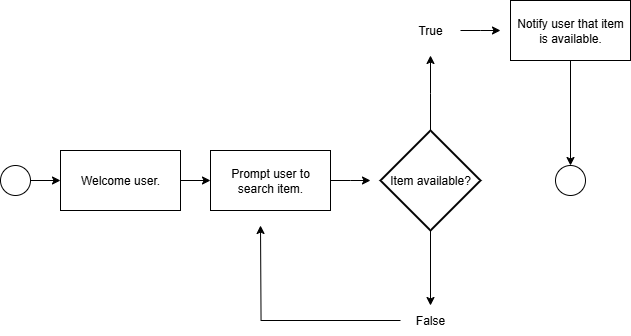 True
Notify user that item
is available.
Welcome user.
Prompt user to
search item.
Item available?
False